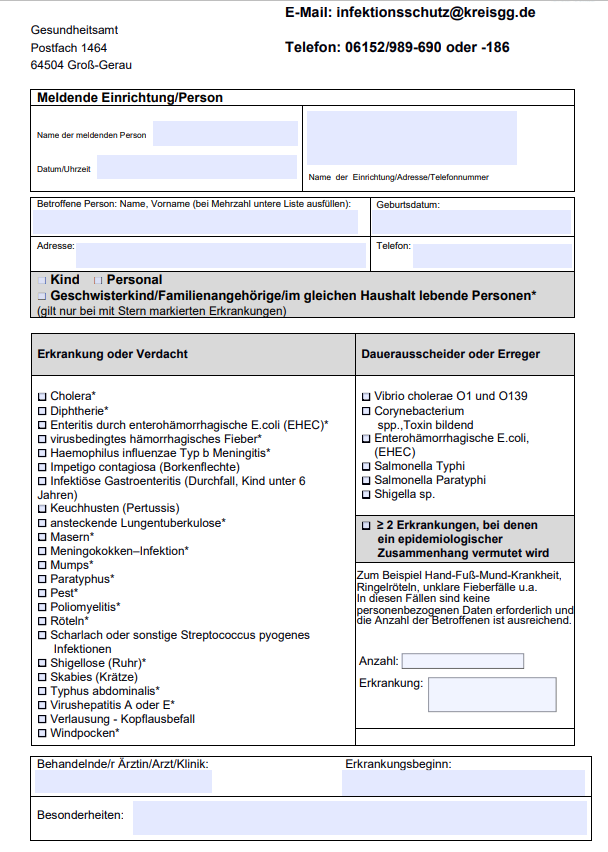 E-Mail: infektionsschutz@kreisgg.de
Gesundheitsamt
Postfach 1464
Telefon: 06152/989-690 oder -186
64504 Groß-Gerau
Meldende Einrichtung/Person
Name der meldenden Person
Datum/Uhrzeit
Name der Einrichtung/Adresse/Telefonnummer
Betroffene Person: Name, Vorname (bei Mehrzahl untere Liste ausfüllen):
Geburtsdatum:
Adresse:
Telefon:
Kind Personal
Geschwisterkind/Familienangehörige/im gleichen Haushalt lebende Personen*
(gilt nur bei mit Stern markierten Erkrankungen)
Erkrankung oder Verdacht
Cholera*
Diphtherie*
Enteritis durch enterohämorrhagische E.coli (EHEC)*
virusbedingtes hämorrhagisches Fieber*
Haemophilus influenzae Typ b Meningitis*
Impetigo contagiosa (Borkenflechte)
Infektiöse Gastroenteritis (Durchfall, Kind unter 6
Jahren)
Keuchhusten (Pertussis)
ansteckende Lungentuberkulose*
Masern*
Meningokokken–Infektion*
Mumps*
Paratyphus*
Pest*
Poliomyelitis*
Röteln*
Scharlach oder sonstige Streptococcus pyogenes
Infektionen
Shigellose (Ruhr)*
Skabies (Krätze)
Typhus abdominalis*
Virushepatitis A oder E*
Verlausung - Kopflausbefall
Windpocken*
Dauerausscheider oder Erreger
Vibrio cholerae O1 und O139
Corynebacterium
spp.,Toxin bildend
Enterohämorrhagische E.coli,
(EHEC)
Salmonella Typhi
Salmonella Paratyphi
Shigella sp.
≥ 2 Erkrankungen, bei denen
ein epidemiologischer
Zusammenhang vermutet wird
Zum Beispiel Hand-Fuß-Mund-Krankheit,
Ringelröteln, unklare Fieberfälle u.a.
In diesen Fällen sind keine
personenbezogenen Daten erforderlich und
die Anzahl der Betroffenen ist ausreichend.
Anzahl:
Erkrankung:
Behandelnde/r Ärztin/Arzt/Klinik:
Erkrankungsbeginn:
Besonderheiten: